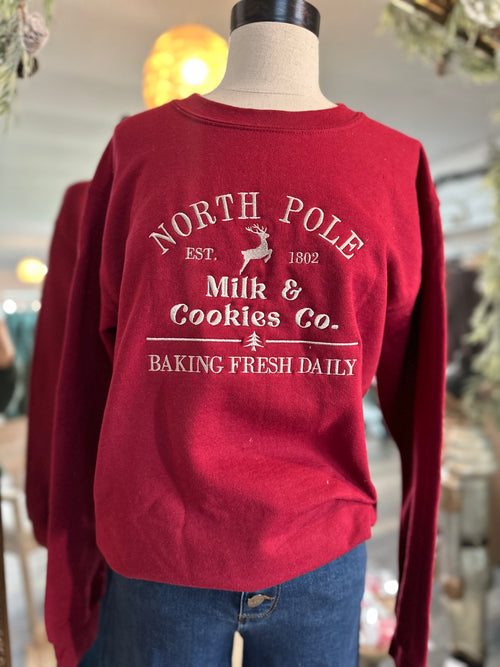 NORTH POLE
EST. 1802
Milk &
Cookies Co.
BAKING FRESH DAILY